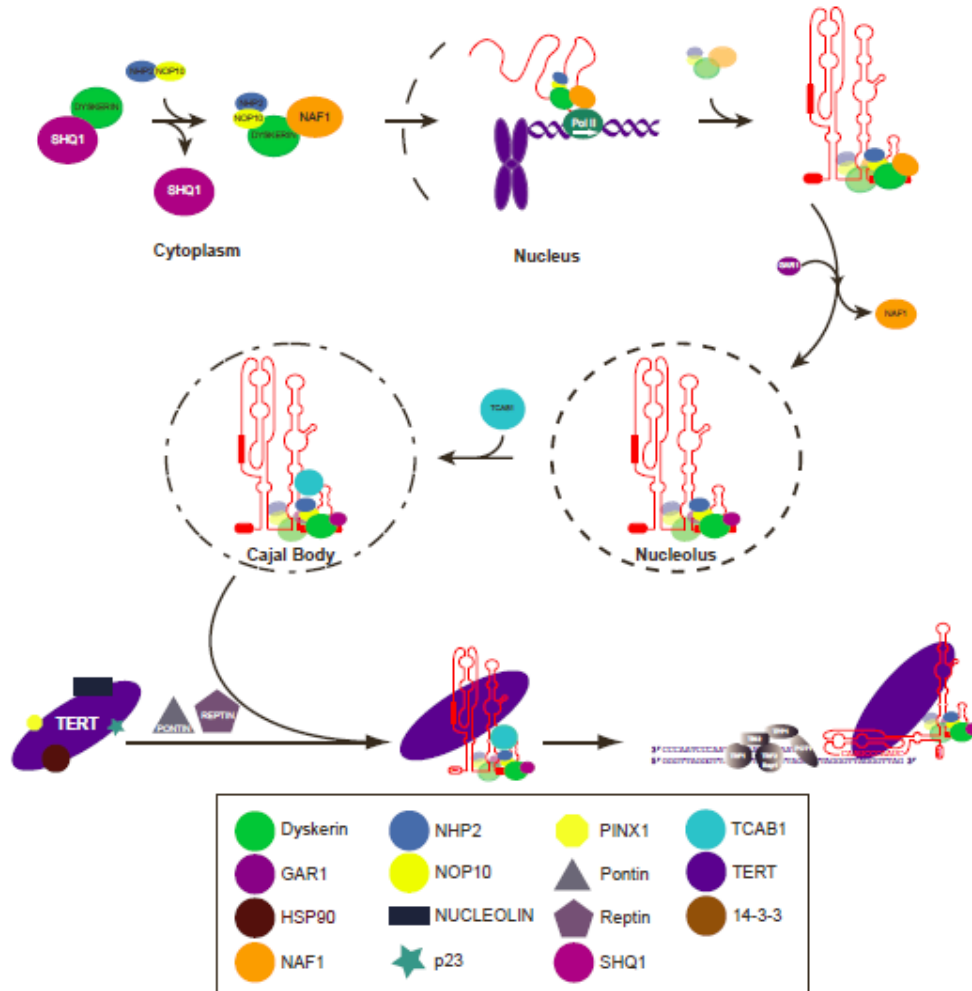 NHP2 NOP10
DYSKERIN
SHQ1
NHP2
NOP10
DYSKERIN
NAF1
SHQ1
Cytoplasm
Pol II
Nucleus
GAR1
NAF1
TCAB1
Cajal Body
Nucleolus
TERT
PONTIN
REPTIN
Dyskerin
NHP2
PINX1
TCAB1
GAR1
NOP10
Pontin
TERT
HSP90
NUCLEOLIN
Reptin
14-3-3
NAF1
p23
SHQ1